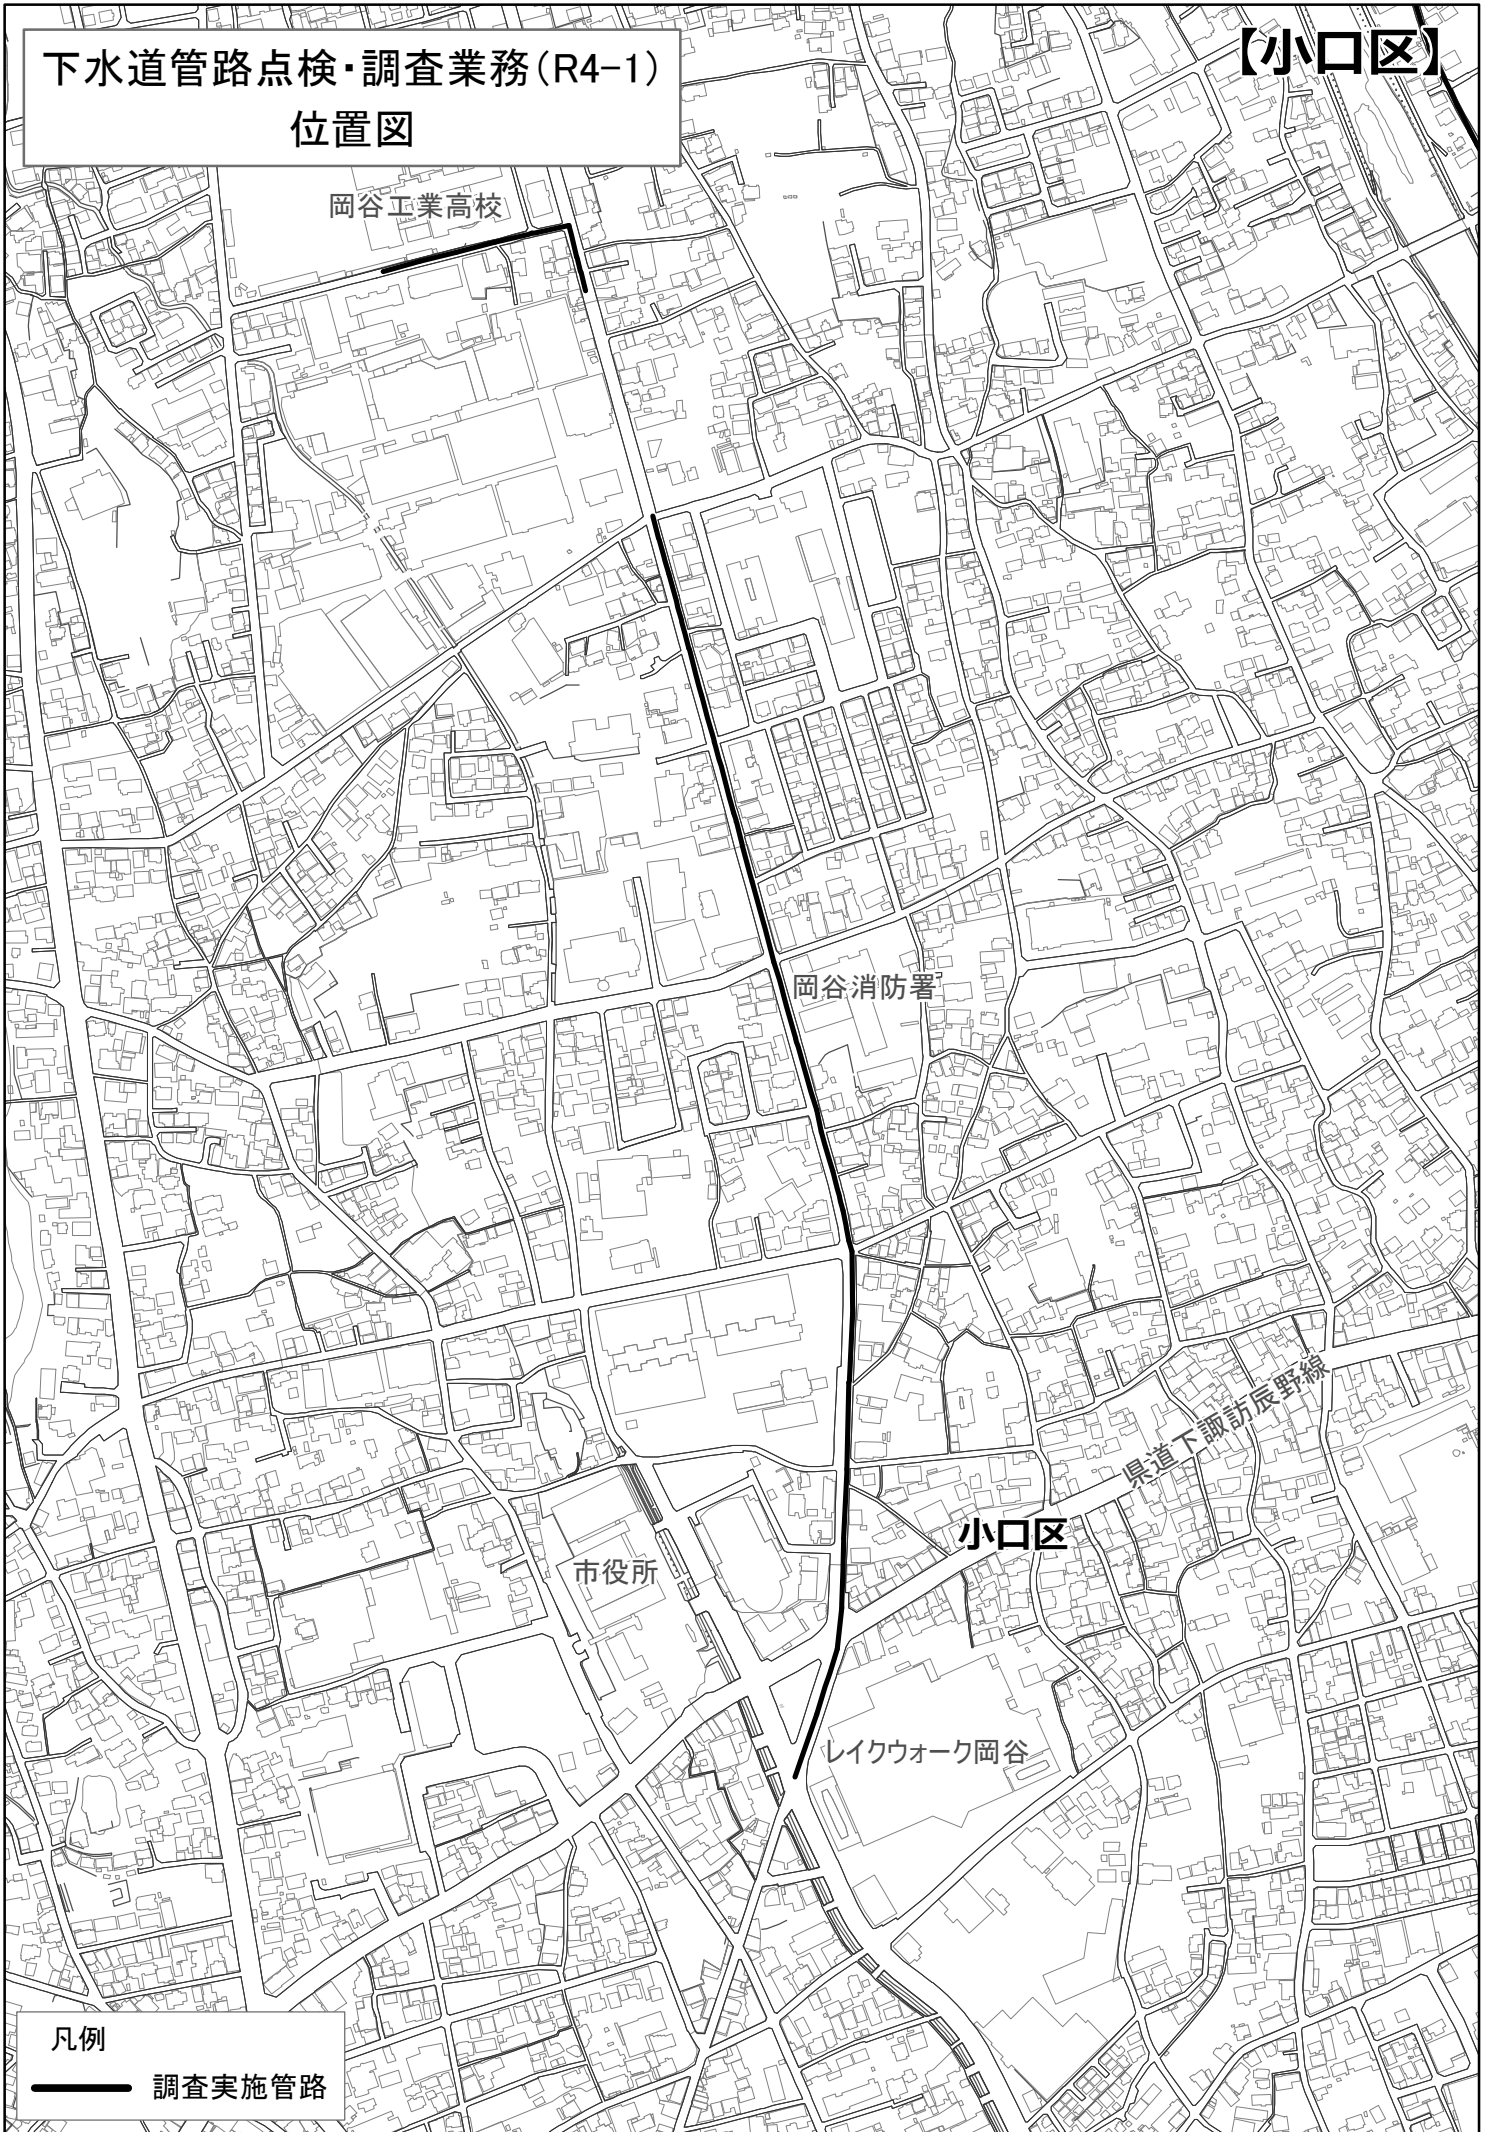 下水道管路点検・調査業務(R4-1)
位置図
【小口区】
岡谷工業高校
岡谷消防署
県道下諏訪辰野線
小口区
市役所
レイクウォーク岡谷
凡例
調査実施管路